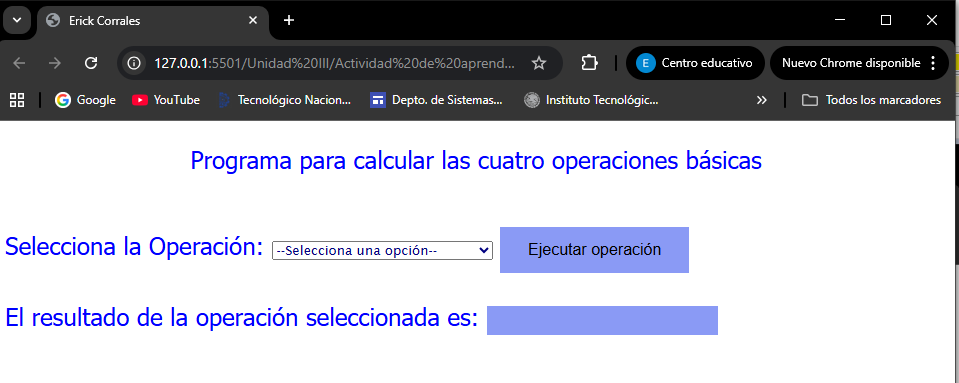 Erick Corrales
127.0.0.1:5501/Unidad%20III/Actividad%20de%20aprend...
E Centro educativo
Nuevo Chrome disponible
Google
YouTube
Tecnológico Nacion...
Depto. de Sistemas...
Instituto Tecnológic...
Todos los marcadores
Programa para calcular las cuatro operaciones básicas
Selecciona la Operación: --Selecciona una opción-- Ejecutar operación
El resultado de la operación seleccionada es: